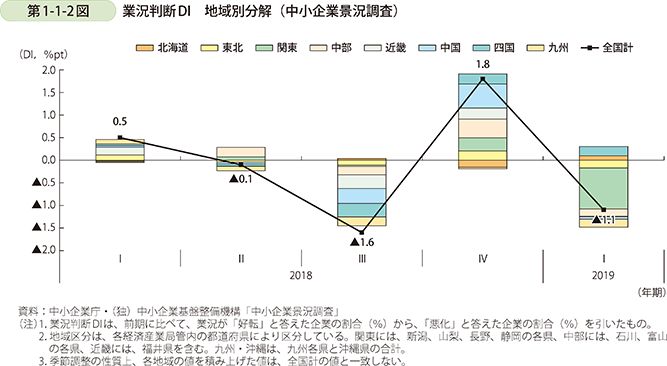 第1-1-2図 業況判断DI 地域別分解（中小企業景況調査）
（DI，％pt）
北海道 東北 関東 中部 近畿 中国 四国 九州 全国計
2.0
1.5
1.0
0.5
0.0
▲0.5
▲1.0
▲1.5
▲2.0
0.5
▲0.1
▲1.6
1.8
▲1.1
Ⅰ Ⅱ Ⅲ Ⅳ Ⅰ
2018 2019
（年期）
資料：中小企業庁・（独）中小企業基盤整備機構「中小企業景況調査」
（注）1．業況判断DIは、前期に比べて、業況が「好転」と答えた企業の割合（％）から、「悪化」と答えた企業の割合（％）を引いたもの。
2．地域区分は、各経済産業局管内の都道府県により区分している。関東には、新潟、山梨、長野、静岡の各県、中部には、石川、富山
の各県、近畿には、福井県を含む。九州・沖縄は、九州各県と沖縄県の合計。
3．季節調整の性質上、各地域の値を積み上げた値は、全国計の値と一致しない。